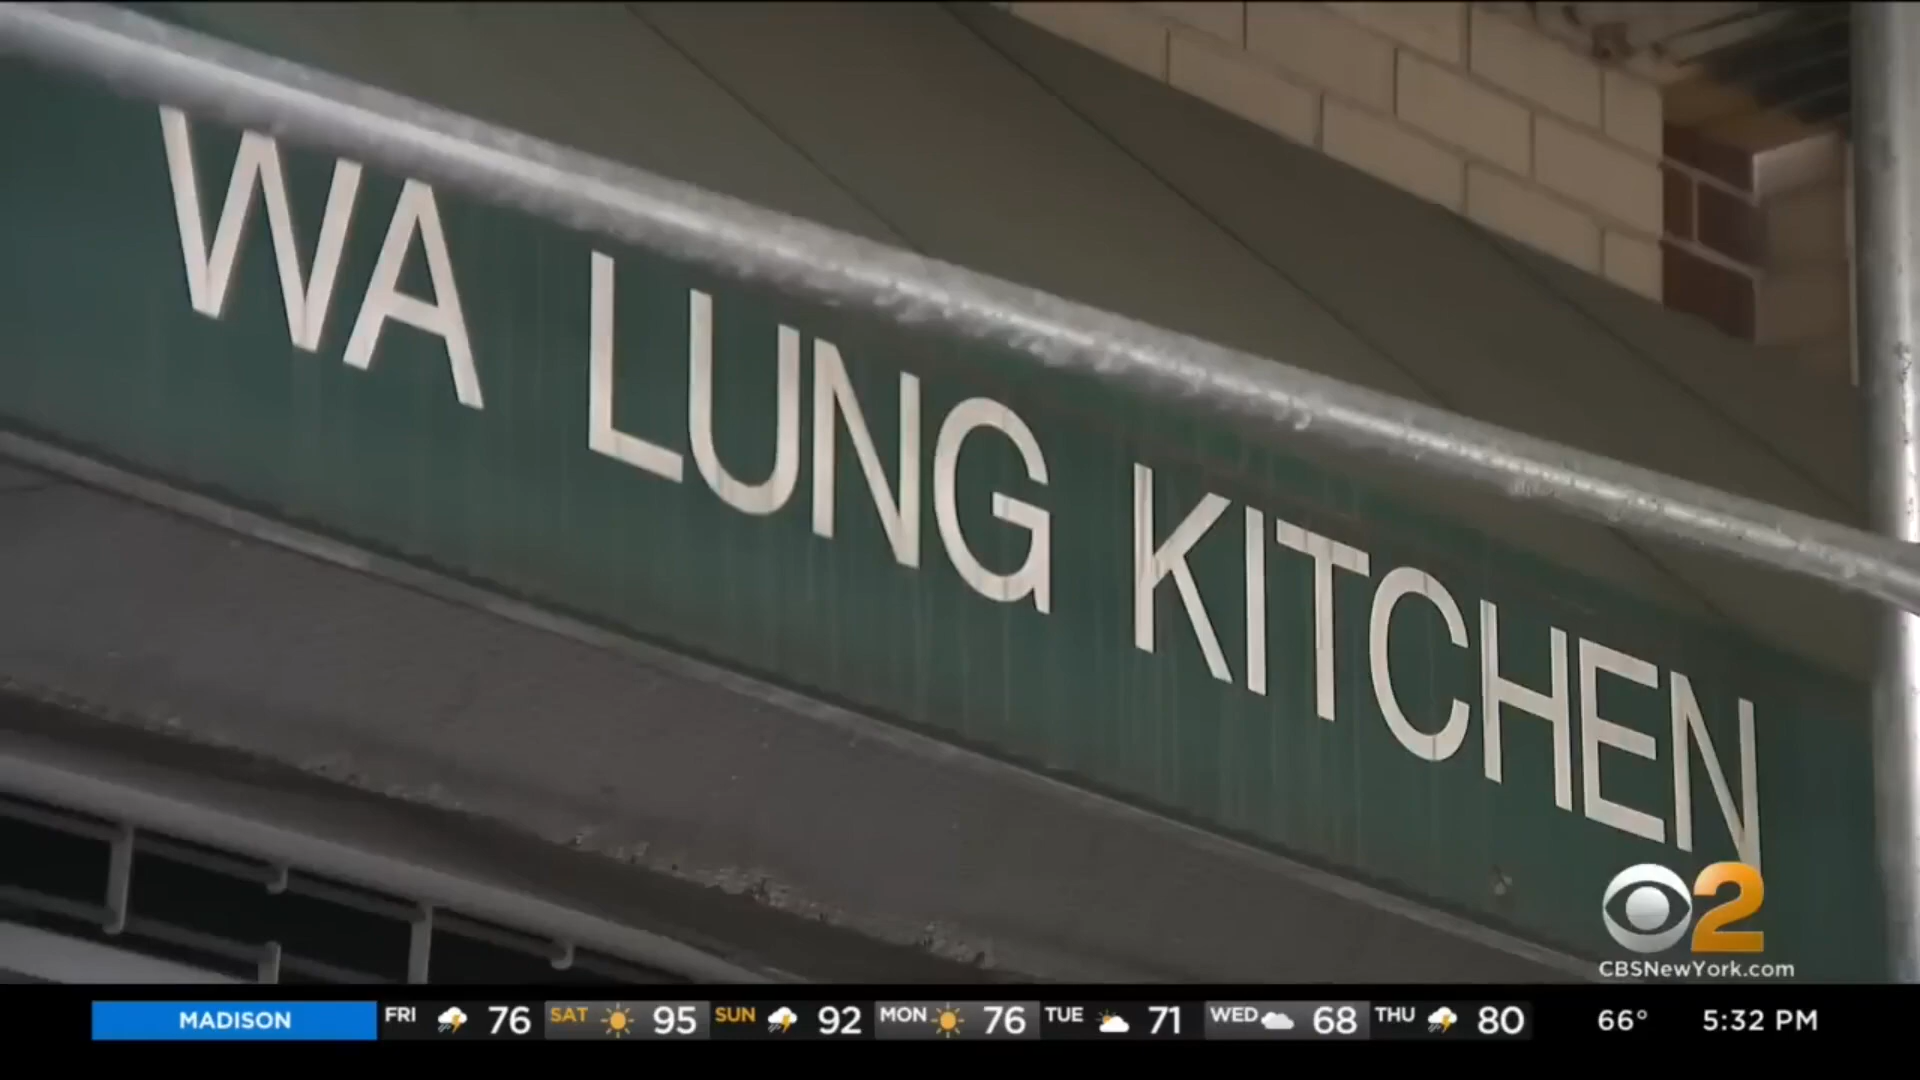 WA LUNG KITCHEN
2
CBSNewYork.com
MADISON FRI 76 SAT 95 SUN 92 MON 76 TUE 71 WED 68 THU 80 66° 5:32 PM